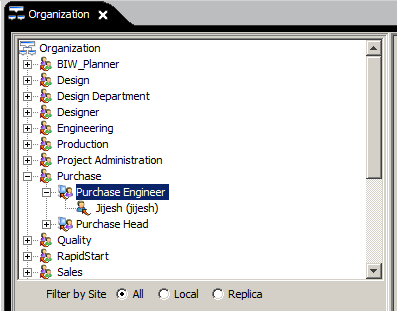 Organization
Organization
BIW_Planner
Design
Design Department
Designer
Engineering
Production
Project Administration
Purchase
Purchase Engineer
Jijesh (jijesh)
Purchase Head
Quality
RapidStart
Sales
Filter by Site All Local Replica